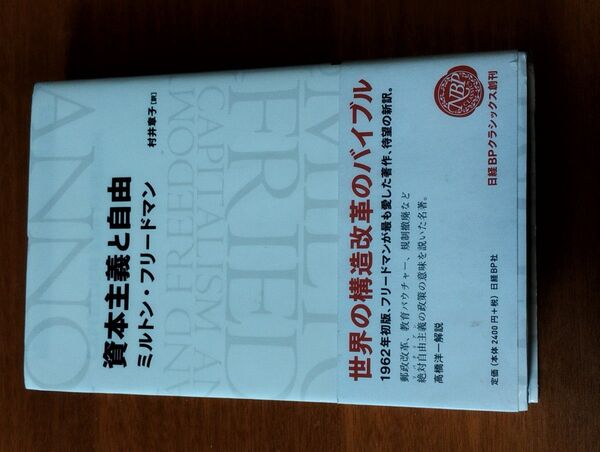 資本主義と自由
ミルトン・フリードマン
村井章子[訳]
MILTON
FRIED
CAPITALISM AN
D FREEDOM
ANNO
世界の構造改革のバイブル
1962年初版、フリードマンが最も愛した著作、待望の新訳。
郵政改革、教育バウチャー、規制撤廃など
絶対自由主義の政策の意味を説いた名著。
高橋洋一解説
NBP
日経BPクラシックス創刊
定価(本体2400円+税)日経BP社